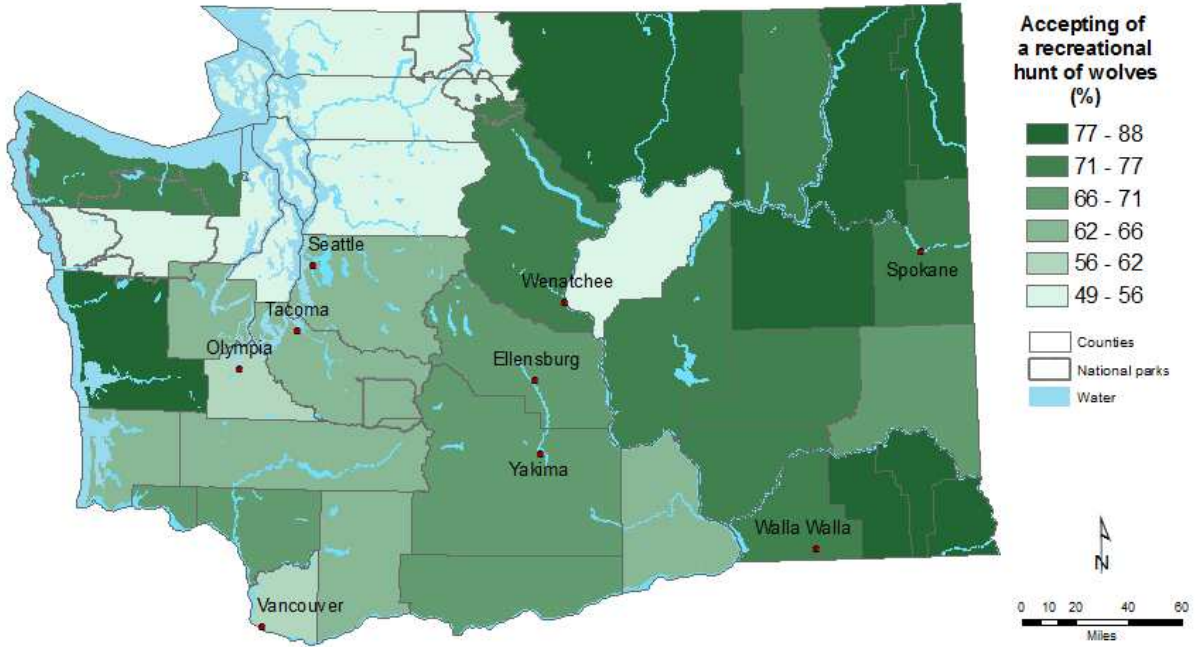 Accepting of
a recreational
hunt of wolves
(%)
77 - 88
71 - 77
66 - 71
62 - 66
56 - 62
49 - 56
Counties
National parks
Water
Seattle
Spokane
Wenatchee
Tacoma
Olympia
Ellensburg
Yakima
Walla Walla
Vancouver
N
0 10 20 40 60
Miles